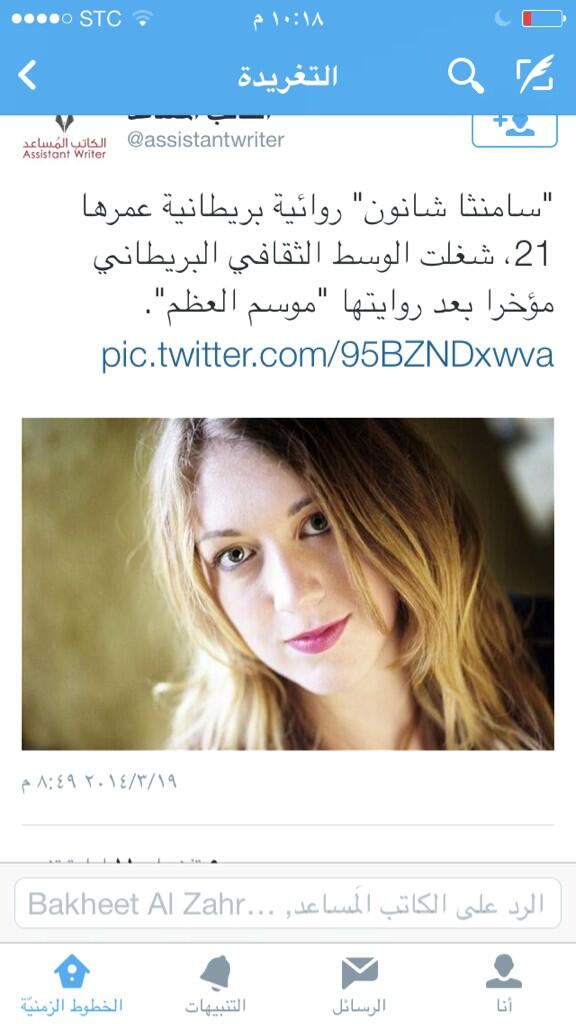 STC ١٠:١٨ م
التغريدة
الكاتب المساعد
@assistantwriter
الكاتب المُساعد
Assistant Writer
"سامنثا شانون" روائية بريطانية عمرها
21، شغلت الوسط الثقافي البريطاني
مؤخرا بعد روايتها "موسم العظم".
pic.twitter.com/95BZNDxwva
٢٠١٤/٣/١٩ ٨:٤٩ م
الرد على الكاتب المُساعد, Bakheet Al Zahr...
الخطوط الزمنيّة
التنبيهات
الرسائل
أنا